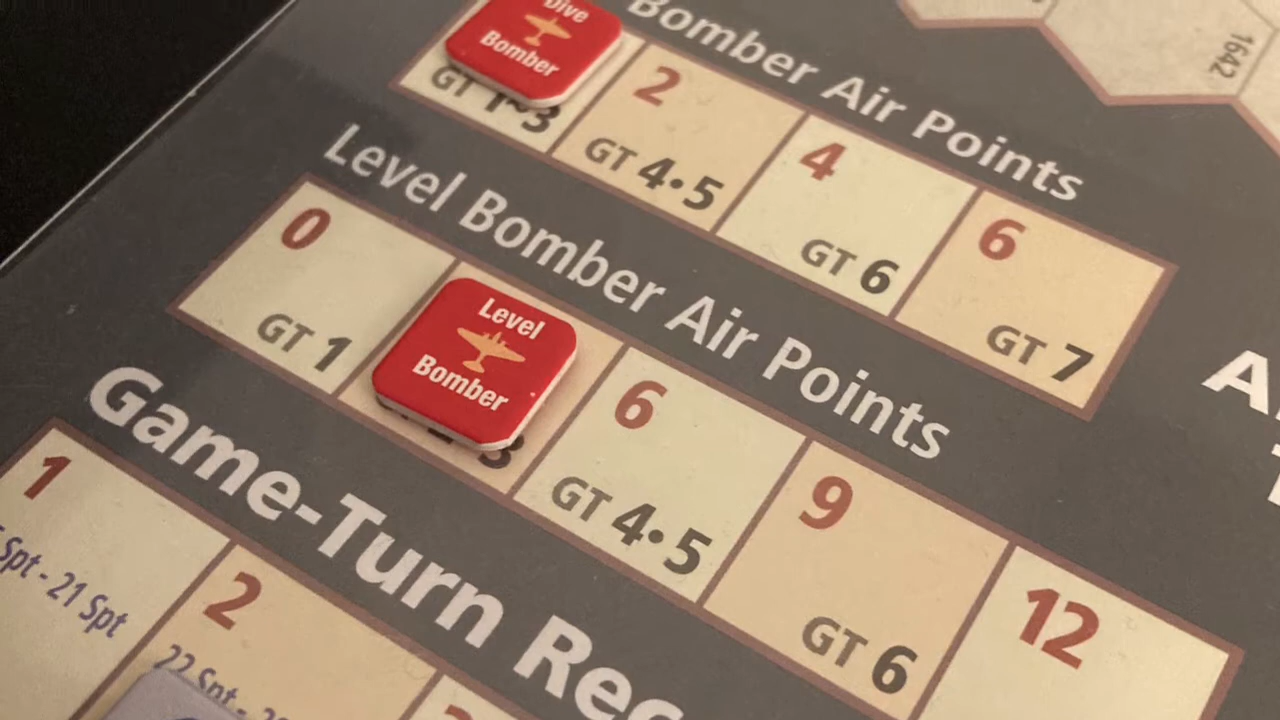 Dive
Bomber
Bomber Air Points
GT 1-3
2
GT 4•5
4
GT 6
6
GT 7
1642
Level Bomber Air Points
0
GT 1
Level
Bomber
3
6
GT 4•5
9
GT 6
12
A
Game-Turn Rec
1
Spt - 21 Spt
2
22 Spt -